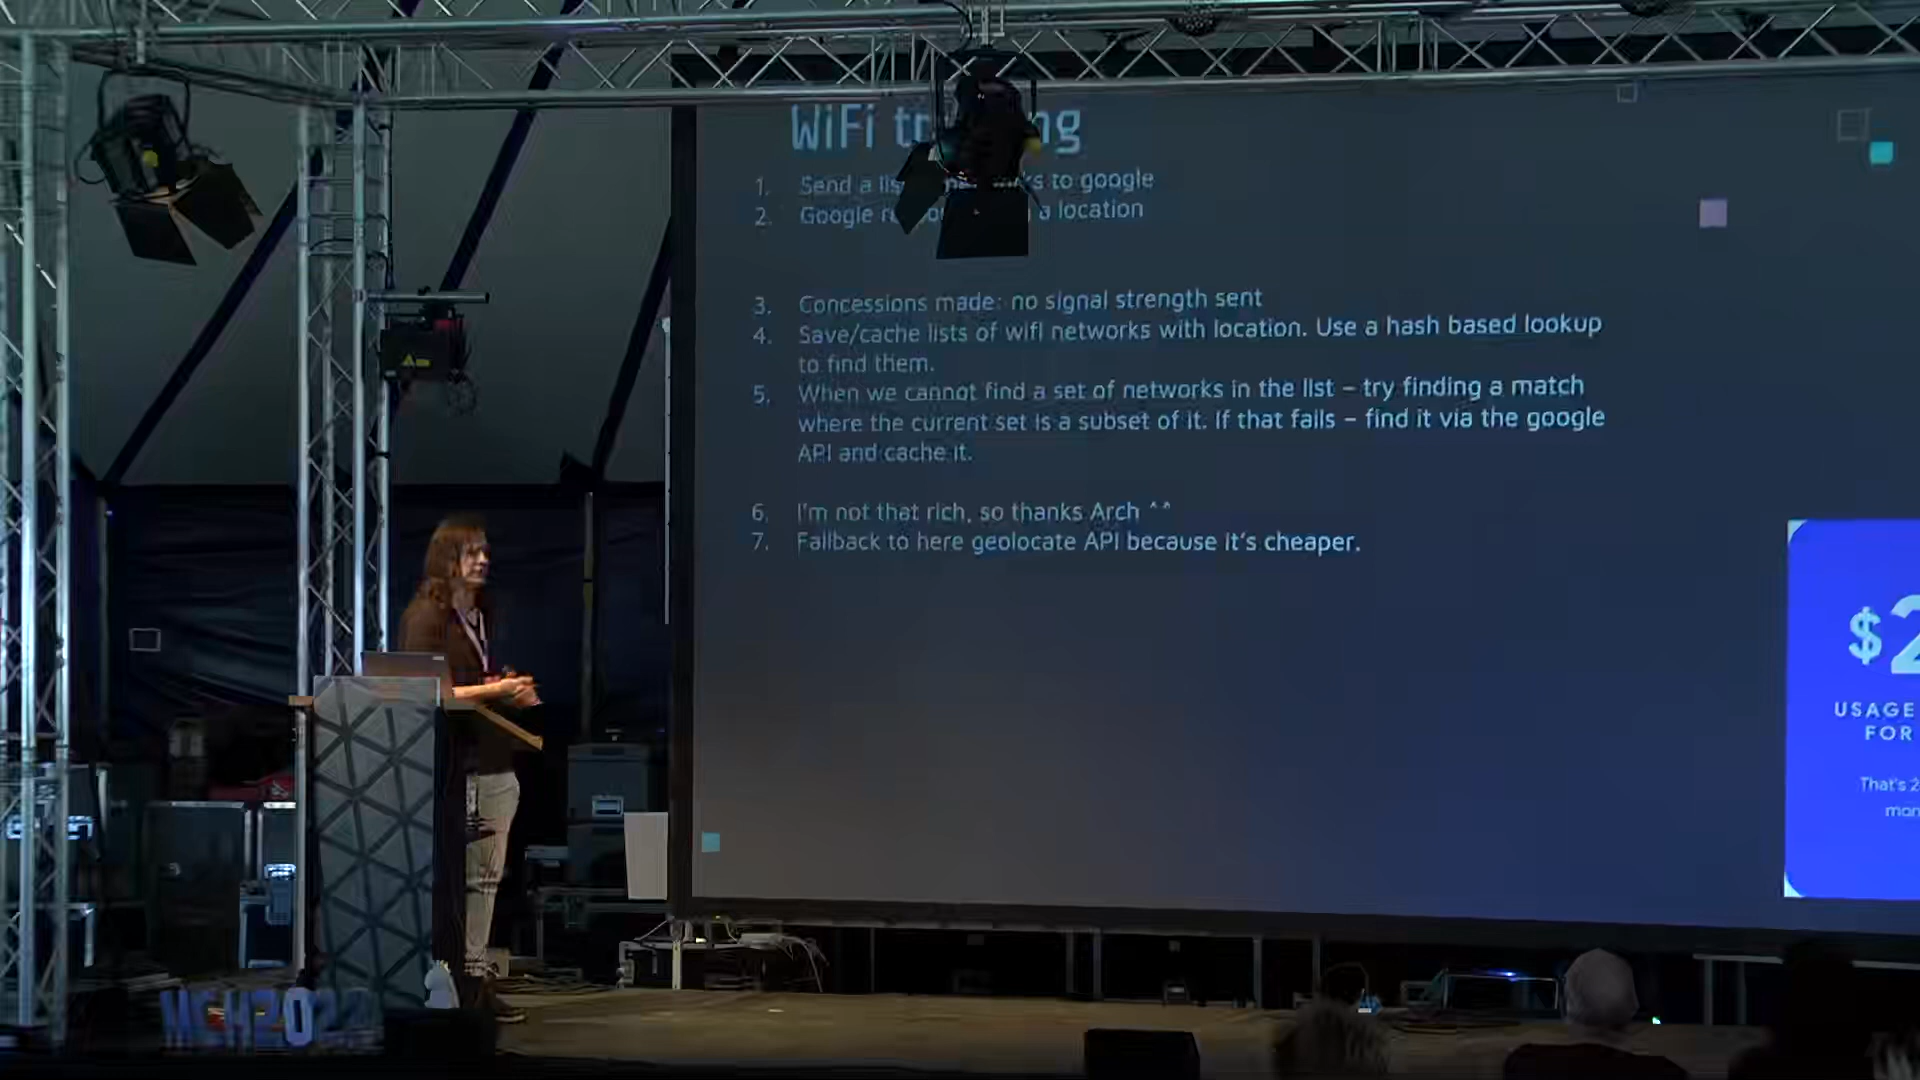 WiFi
1. Send a to google
2. Google a location
3. Concessions made: no signal strength sent
4. Save/cache lists of wifi networks with location. Use a hash based lookup
to find them.
5. When we cannot find a set of networks in the list – try finding a match
where the current set is a subset of it. If that fails – find it via the google
API and cache it.
6. I'm not that rich, so thanks Arch ^^
7. Fallback to here geolocate API because it's cheaper.
$2
USAGE
FOR
That's 2
MCH2022